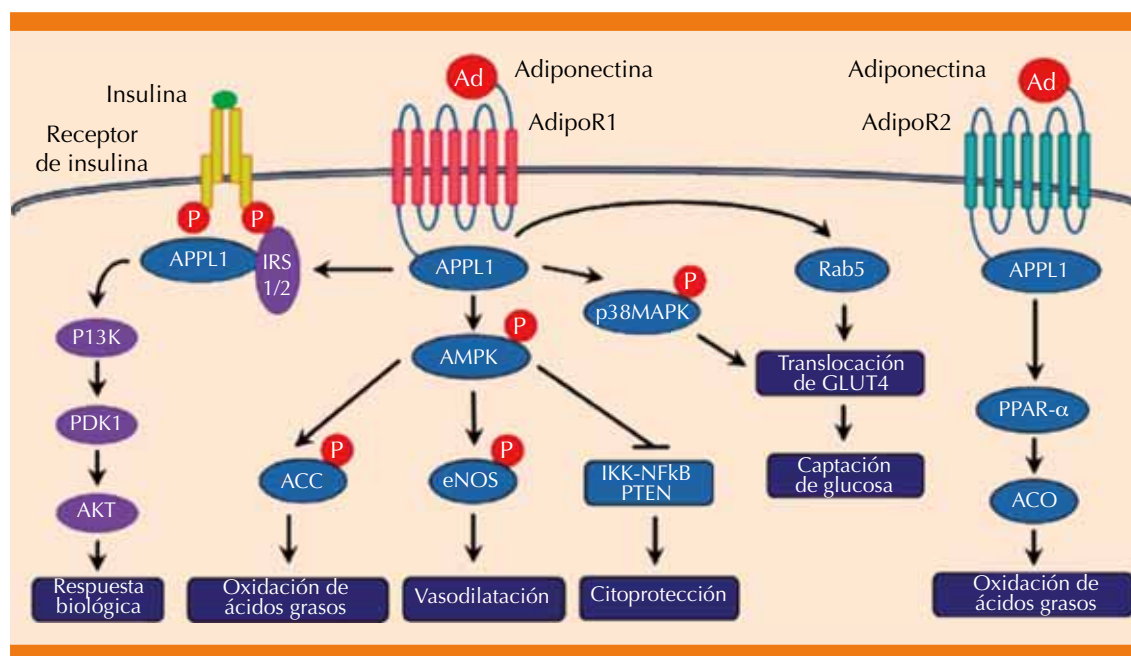 Insulina
Receptor
de insulina
P
P
APPL1
IRS
1/2
P13K
PDK1
AKT
Respuesta
biológica
Ad
Adiponectina
AdipoR1
APPL1
P
AMPK
P
ACC
Oxidación de
ácidos grasos
P
eNOS
Vasodilatación
IKK-NFkB
PTEN
Citoprotección
P
p38MAPK
Rab5
Translocación
de GLUT4
Captación
de glucosa
Adiponectina
Ad
AdipoR2
APPL1
PPAR-α
ACO
Oxidación de
ácidos grasos